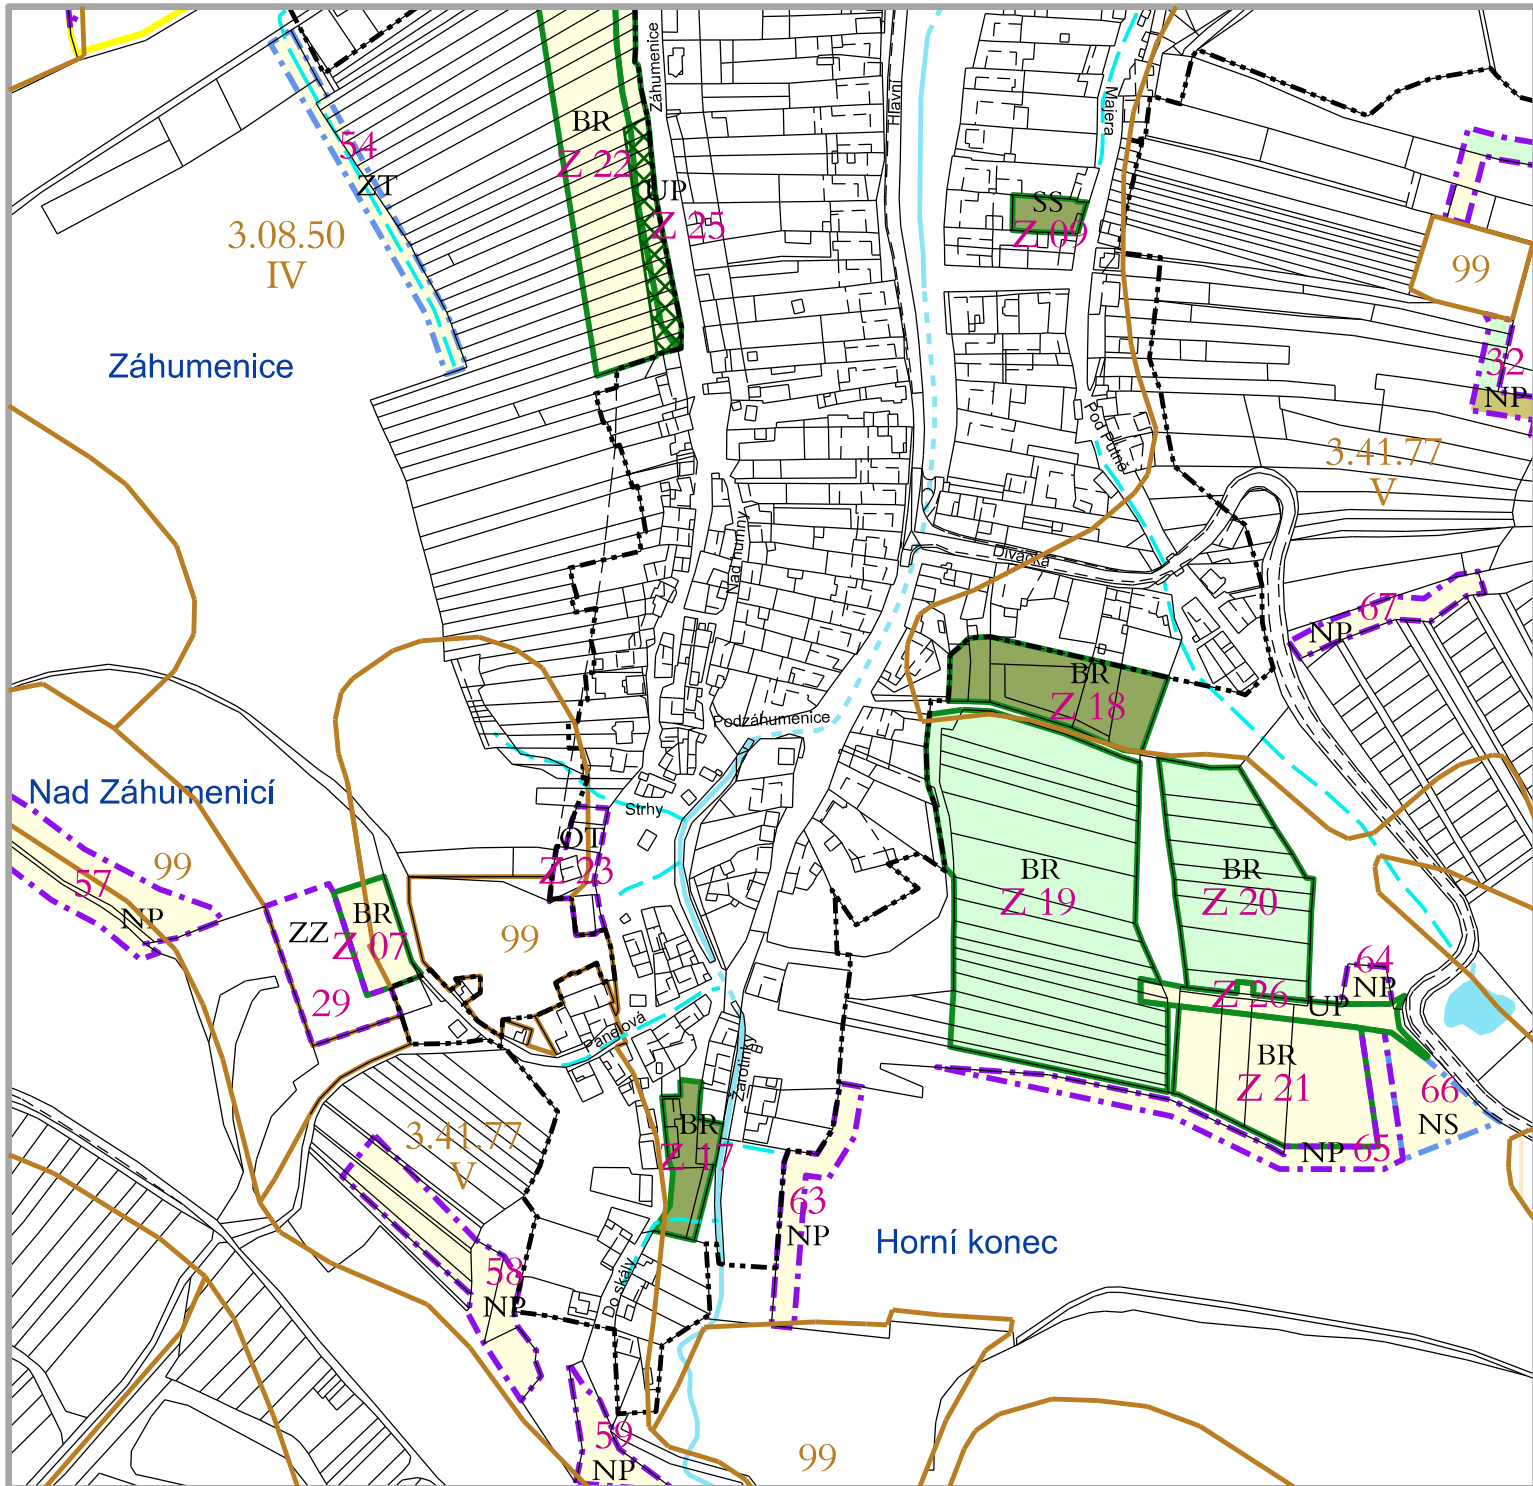 Záhumenice
Hlavní
Majera
BR
Z 22
54
ZT
UP
Z 25
SS
Z 09
3.08.50
IV
99
Záhumenice
32
NP
Pod Pútně
3.41.77
V
Nad humny
Divácká
67
NP
BR
Z 18
Podzáhumenice
Nad Záhumenicí
Strhy
OT
Z 23
99
57
NP
BR
Z 07
ZZ
29
99
BR
Z 19
BR
Z 20
64
NP
Z 26
UP
Panelová
Žarotínky
BR
Z 21
66
NS
NP 65
3.41.77
V
BR
Z 17
63
NP
Horní konec
58
NP
Do skály
59
NP
99